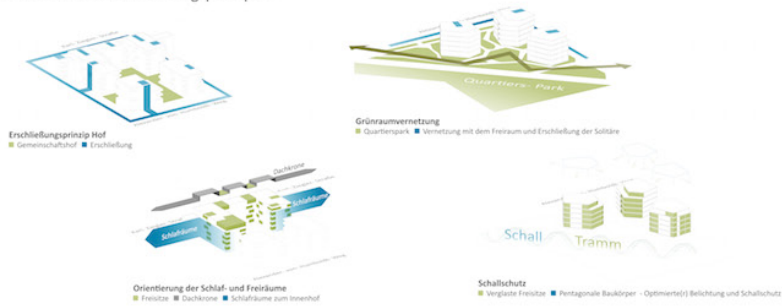 Erschließungsprinzip Hof
Gemeinschaftshof Erschließung
Quartiers- Park
Grünraumvernetzung
Quartierspark Vernetzung mit dem Freiraum und Erschließung der Solitäre
Dachkrone
Schlafräume
Schlafräume
Orientierung der Schlaf- und Freiräume
Freisitze Dachkrone Schlafräume zum Innenhof
Schall
Tramm
Schallschutz
Verglaste Freisitze Pentagonale Baukörper - Optimierte(r) Belichtung und Schallschutz